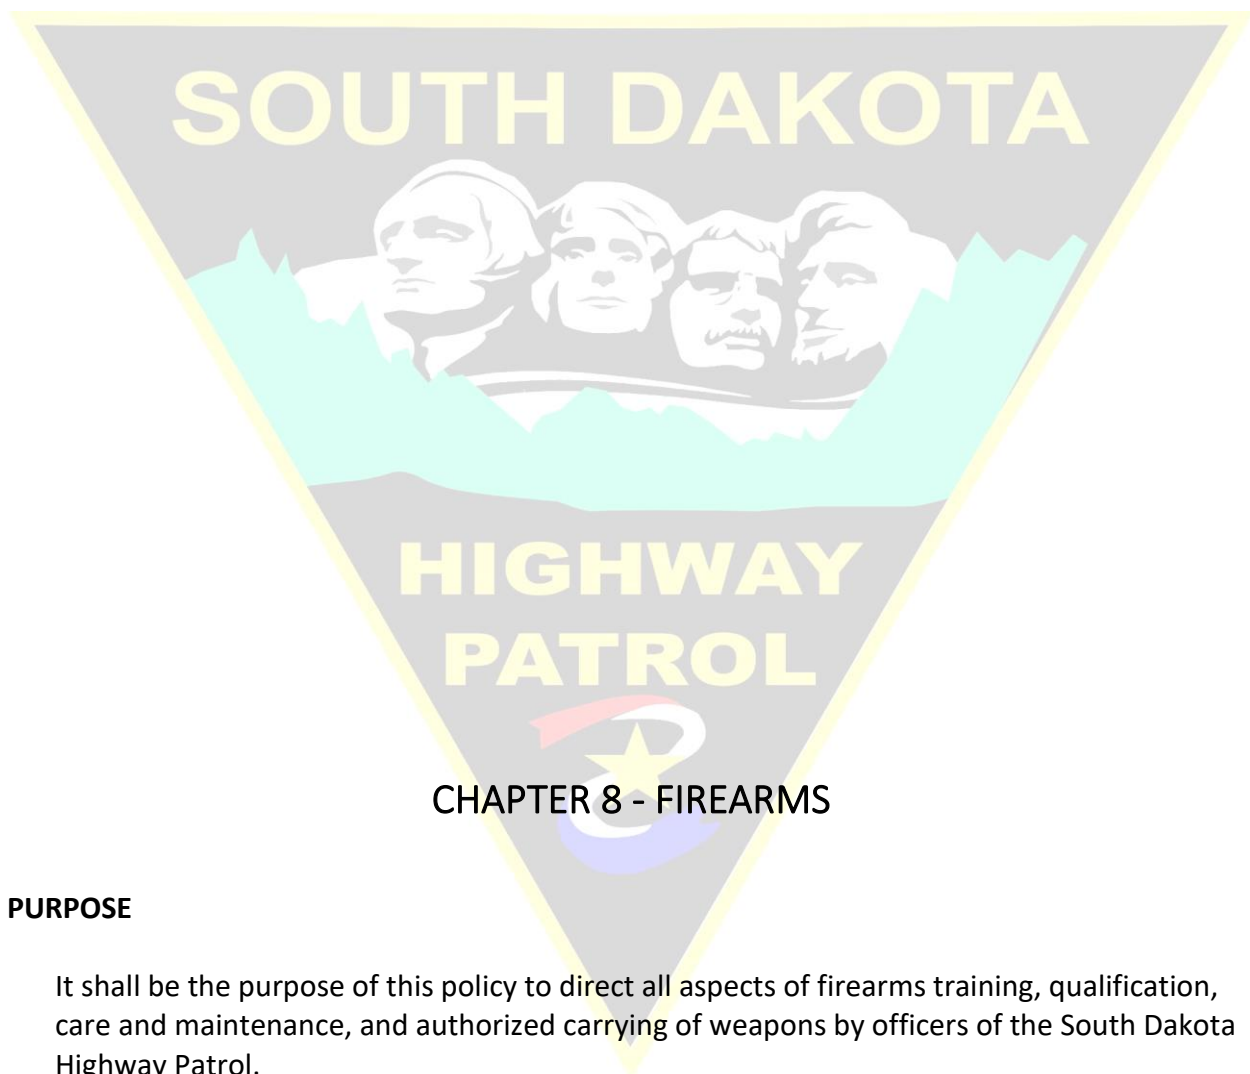 SOUTH DAKOTA
HIGHWAY
PATROL
CHAPTER 8 - FIREARMS
PURPOSE
It shall be the purpose of this policy to direct all aspects of firearms training, qualification,
care and maintenance, and authorized carrying of weapons by officers of the South Dakota
Highway Patrol.